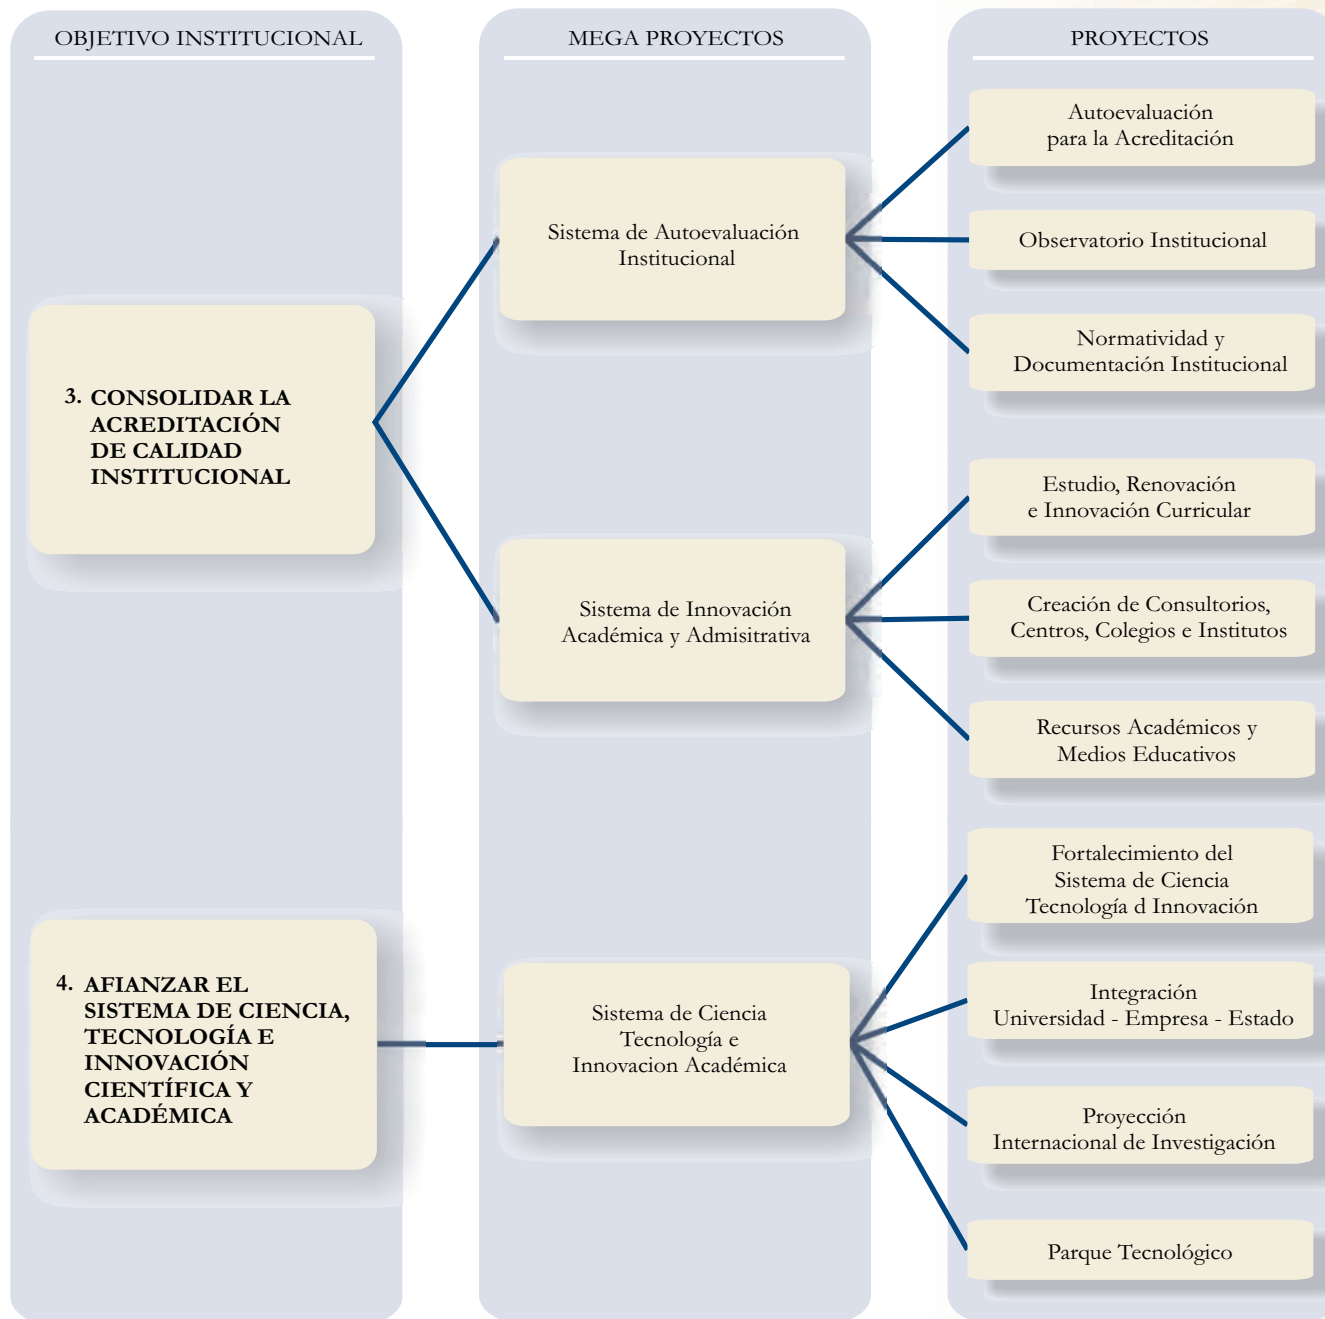 OBJETIVO INSTITUCIONAL
MEGA PROYECTOS
PROYECTOS
3. CONSOLIDAR LA
ACREDITACIÓN
DE CALIDAD
INSTITUCIONAL
Sistema de Autoevaluación
Institucional
Autoevaluación
para la Acreditación
Observatorio Institucional
Normatividad y
Documentación Institucional
Sistema de Innovación
Académica y Admisitrativa
Estudio, Renovación
e Innovación Curricular
Creación de Consultorios,
Centros, Colegios e Institutos
Recursos Académicos y
Medios Educativos
4. AFIANZAR EL
SISTEMA DE CIENCIA,
TECNOLOGÍA E
INNOVACIÓN
CIENTÍFICA Y
ACADÉMICA
Sistema de Ciencia
Tecnología e
Innovacion Académica
Fortalecimiento del
Sistema de Ciencia
Tecnología d Innovación
Integración
Universidad - Empresa - Estado
Proyección
Internacional de Investigación
Parque Tecnológico